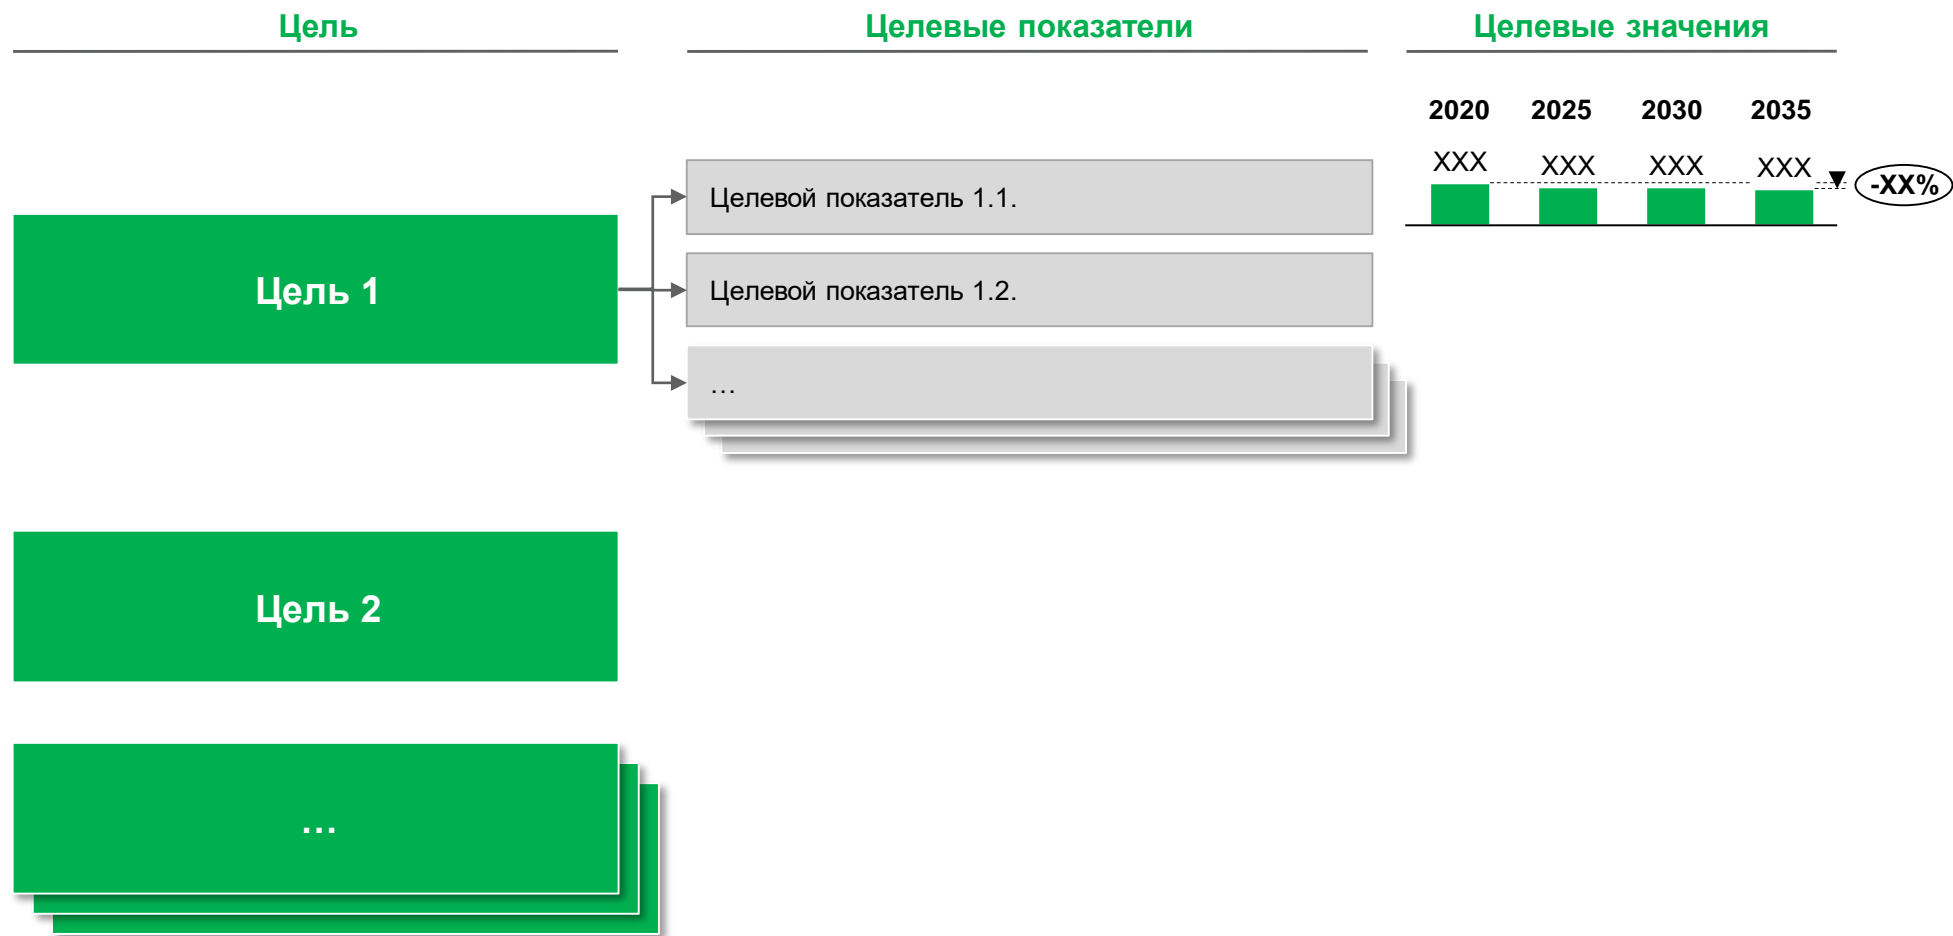 Цель
Целевые показатели
Целевые значения
2020 2025 2030 2035
XXX XXX XXX XXX
-XX%
Целевой показатель 1.1.
Цель 1
Целевой показатель 1.2.
…
Цель 2
…